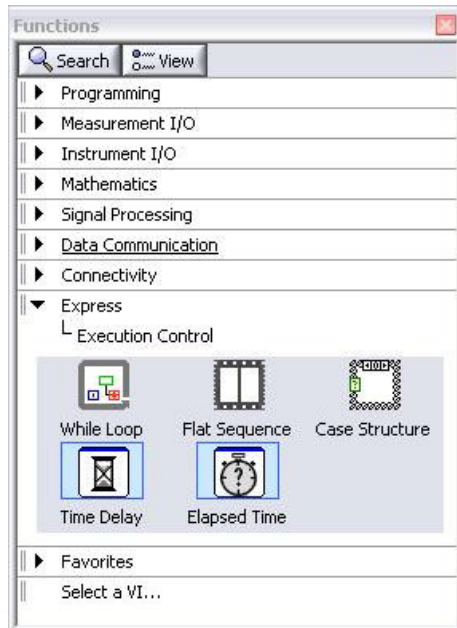 Functions
Search View
Programming
Measurement I/O
Instrument I/O
Mathematics
Signal Processing
Data Communication
Connectivity
Express
Execution Control
While Loop Flat Sequence Case Structure
Time Delay Elapsed Time
Favorites
Select a VI...